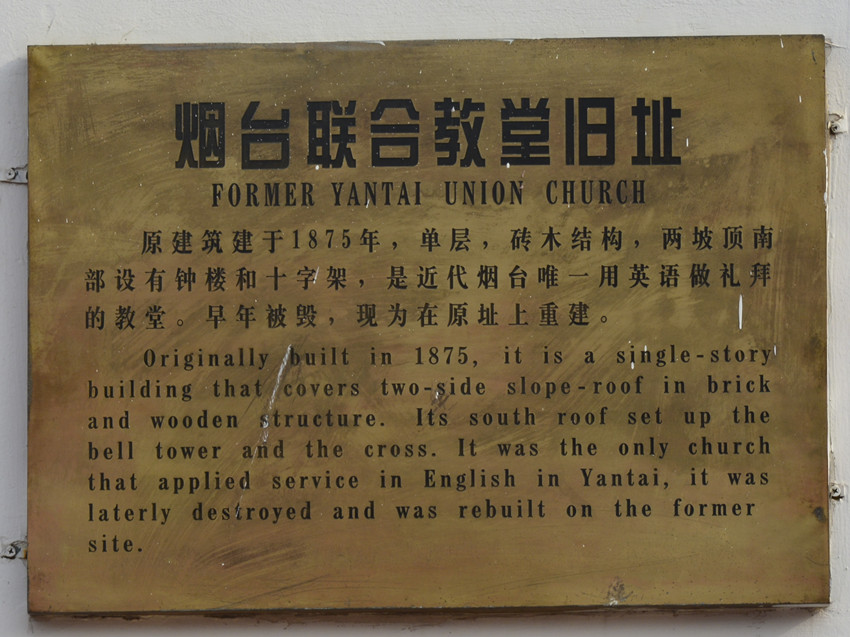 烟台联合教堂旧址
FORMER YANTAI UNION CHURCH
原建筑建于1875年，单层，砖木结构，两坡顶南
部设有钟楼和十字架，是近代烟台唯一用英语做礼拜
的教堂。早年被毁，现为在原址上重建。
Originally built in 1875, it is a single-story
building that covers two-side slope-roof in brick
and wooden structure. Its south roof set up the
bell tower and the cross. It was the only church
that applied service in English in Yantai, it was
laterly destroyed and was rebuilt on the former
site.